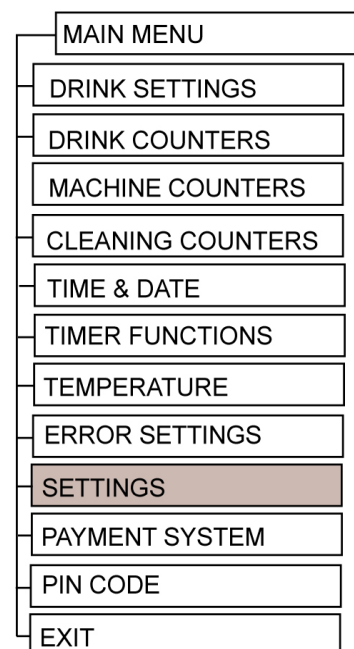 MAIN MENU
DRINK SETTINGS
DRINK COUNTERS
MACHINE COUNTERS
CLEANING COUNTERS
TIME & DATE
TIMER FUNCTIONS
TEMPERATURE
ERROR SETTINGS
SETTINGS
PAYMENT SYSTEM
PIN CODE
EXIT